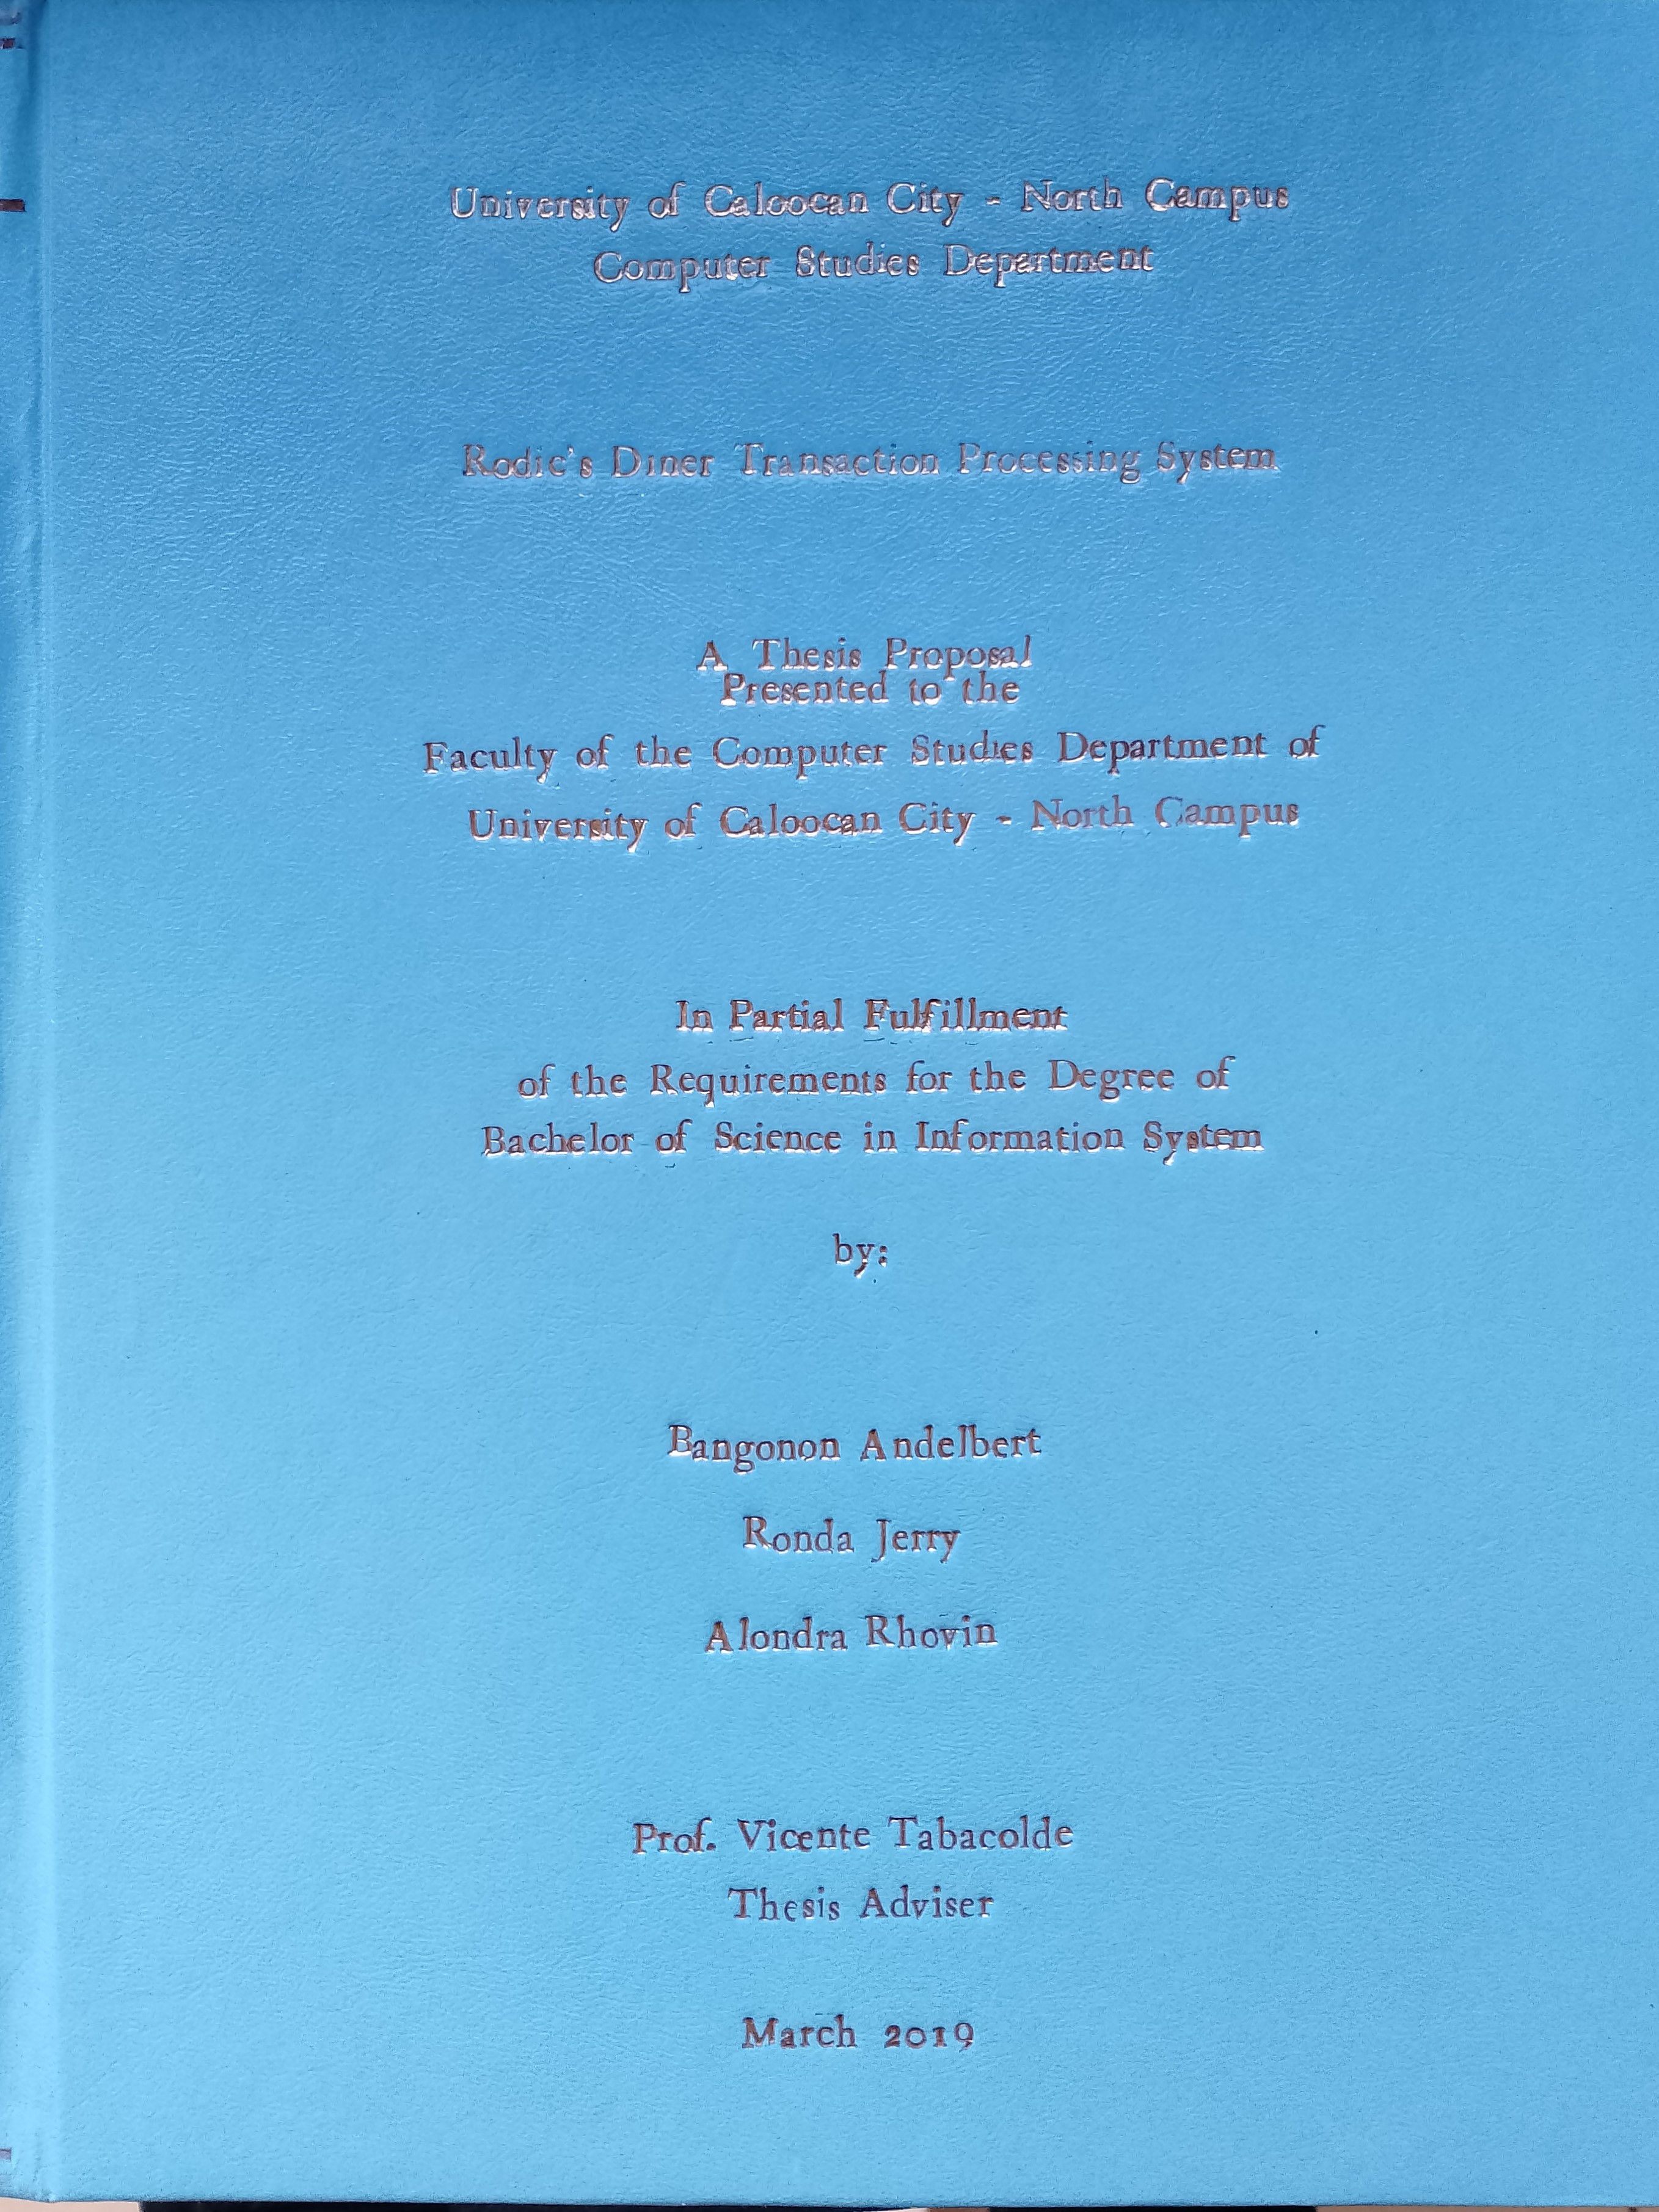 University of Caloocan City - North Campus
Computer Studies Department
Rodic's Diner Transaction Processing System
A Thesis Proposal
Presented to the
Faculty of the Computer Studies Department of
University of Caloocan City - North Campus
In Partial Fulfillment
of the Requirements for the Degree of
Bachelor of Science in Information System
by:
Bangonon Andelbert
Ronda Jerry
Alondra Rhovin
Prof. Vicente Tabacolde
Thesis Adviser
March 2019